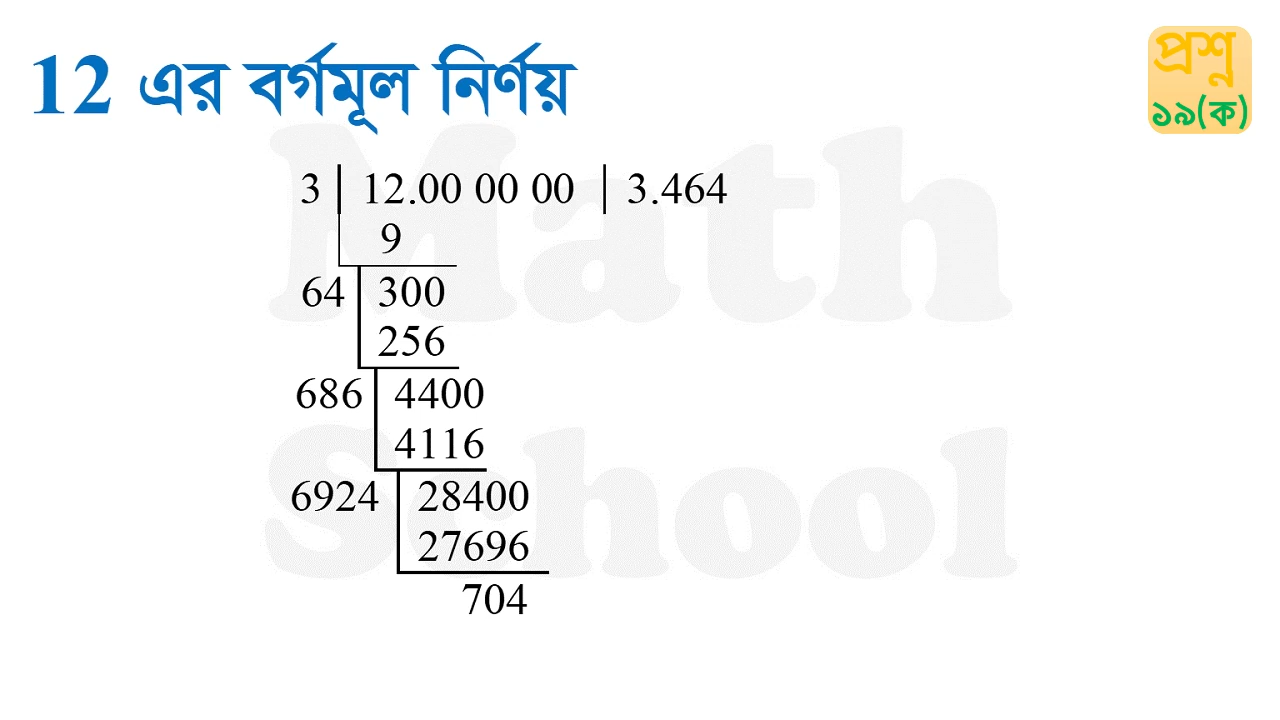 12 এর বর্গমূল নির্ণয়
প্রশ্ন
১৯(ক)
3 12.00 00 00 3.464
9
64 300
256
686 4400
4116
6924 28400
27696
704
Math
School